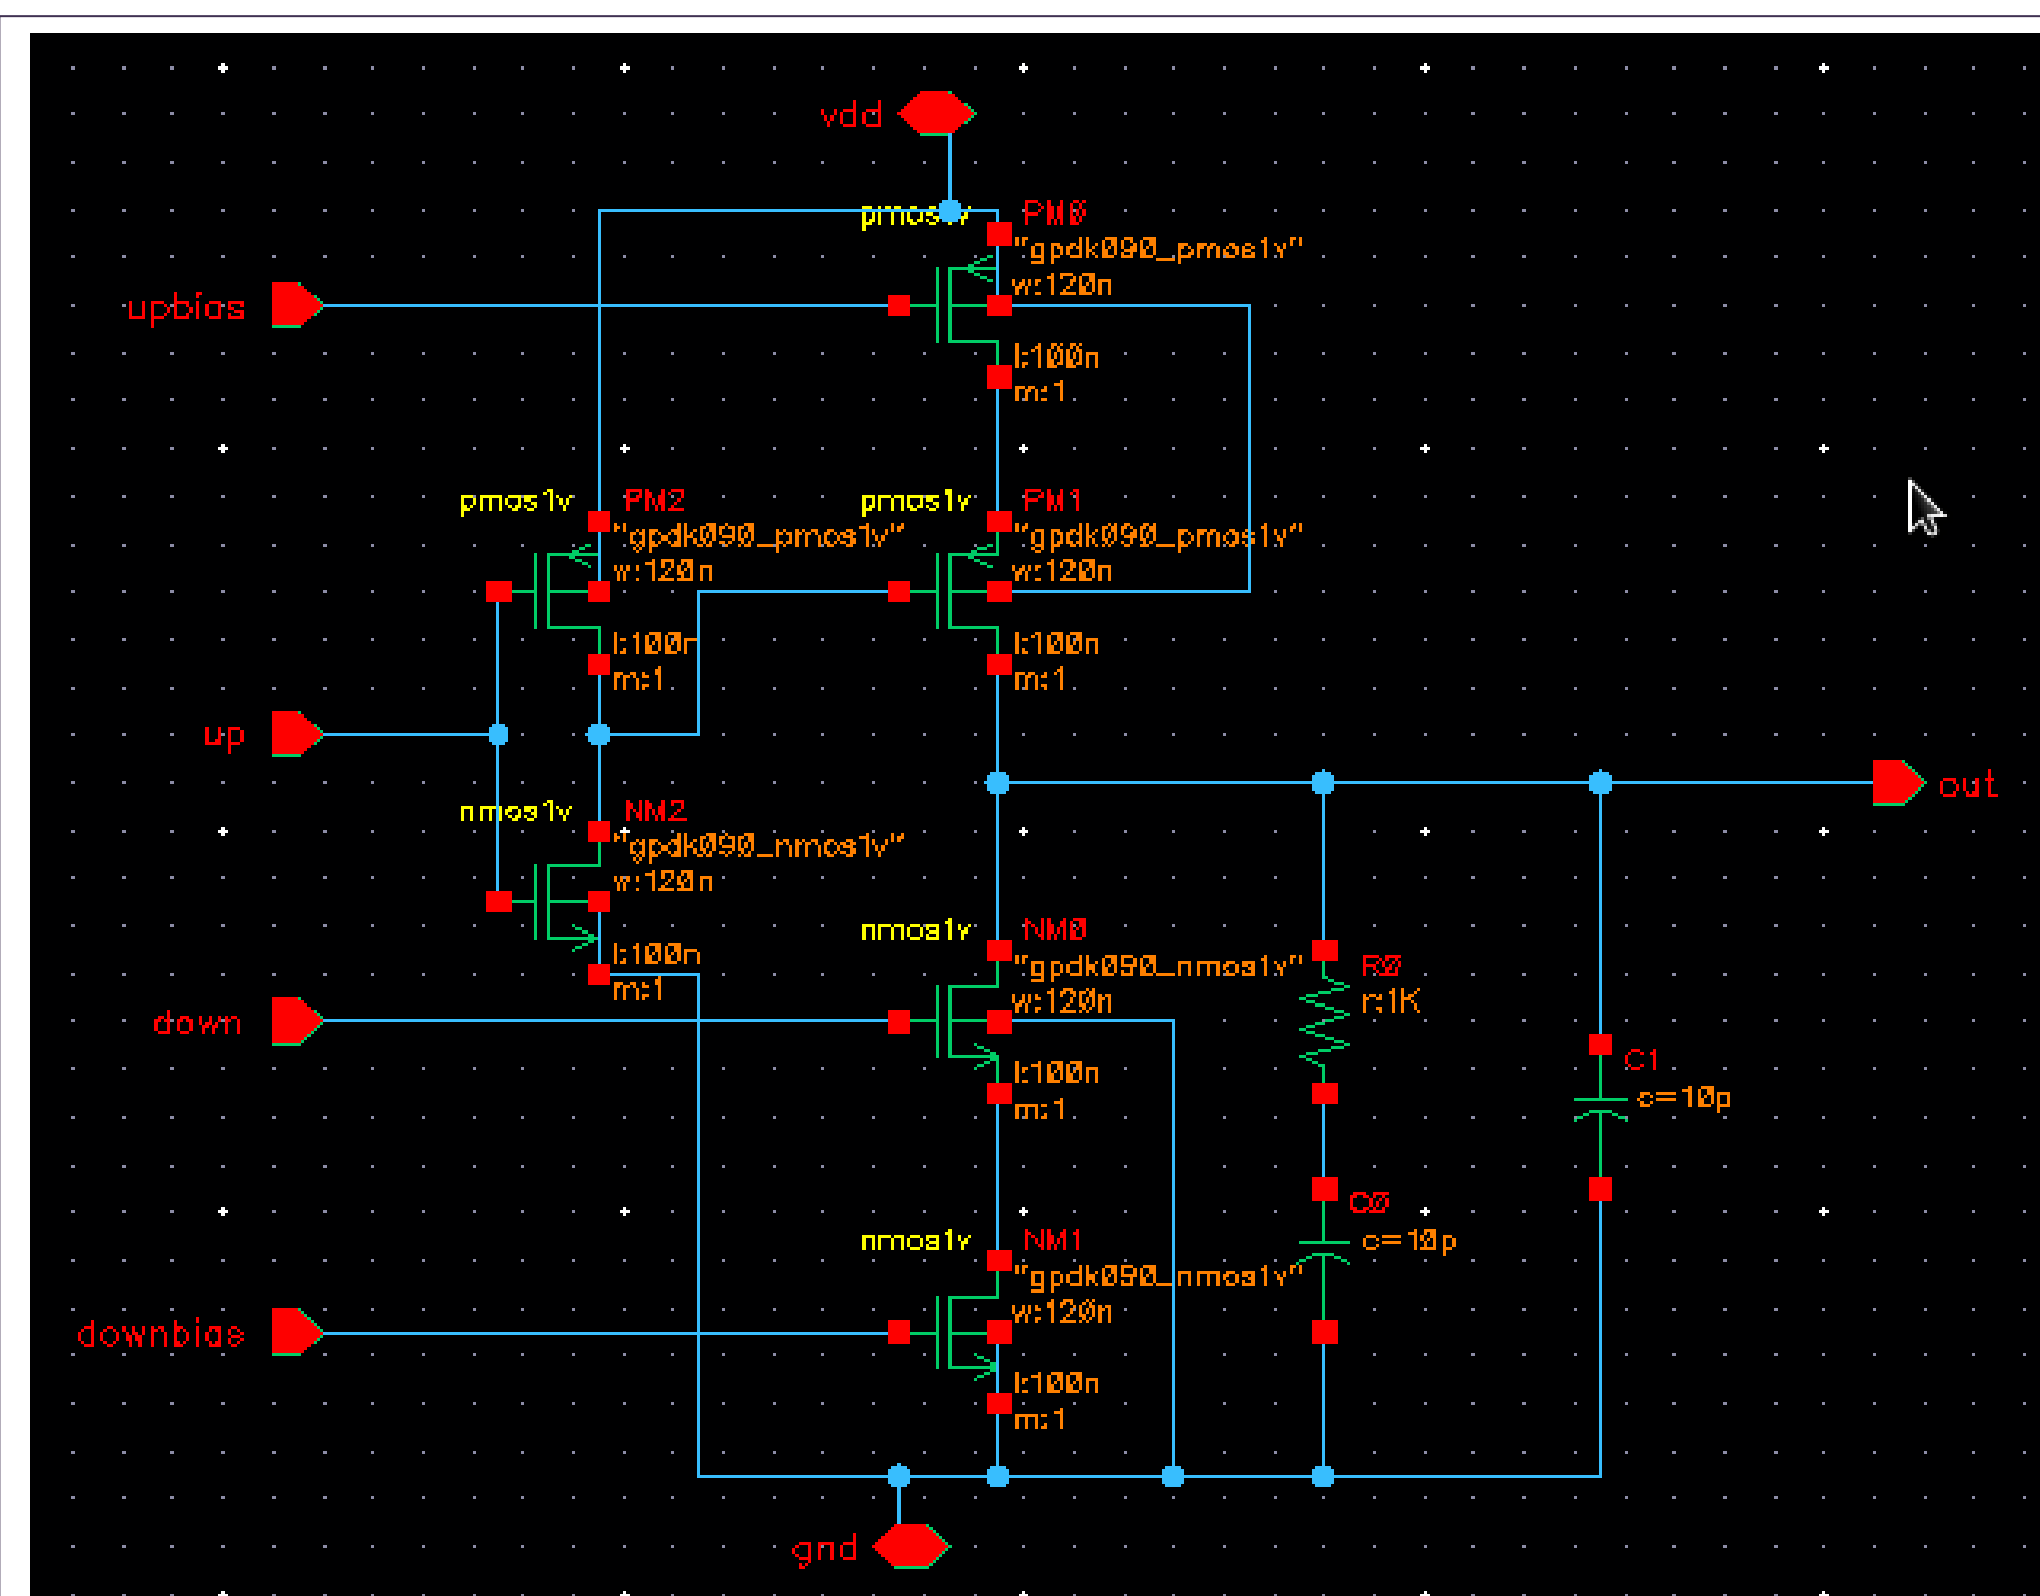 vdd
pmos1v PM0
"gpdk090_pmos1v"
w:120n
upbias
l:100n
m:1
pmos1v PM2
"gpdk090_pmos1v"
w:120n
l:100n
m:1
pmos1v PM1
"gpdk090_pmos1v"
w:120n
l:100n
m:1
up
out
nmos1v NM2
"gpdk090_nmos1v"
w:120n
l:100n
m:1
nmos1v NM0
"gpdk090_nmos1v"
w:120n
l:100n
m:1
R0
r:1K
down
C1
c=10p
C0
c=10p
nmos1v NM1
"gpdk090_nmos1v"
w:120n
l:100n
m:1
downbias
gnd